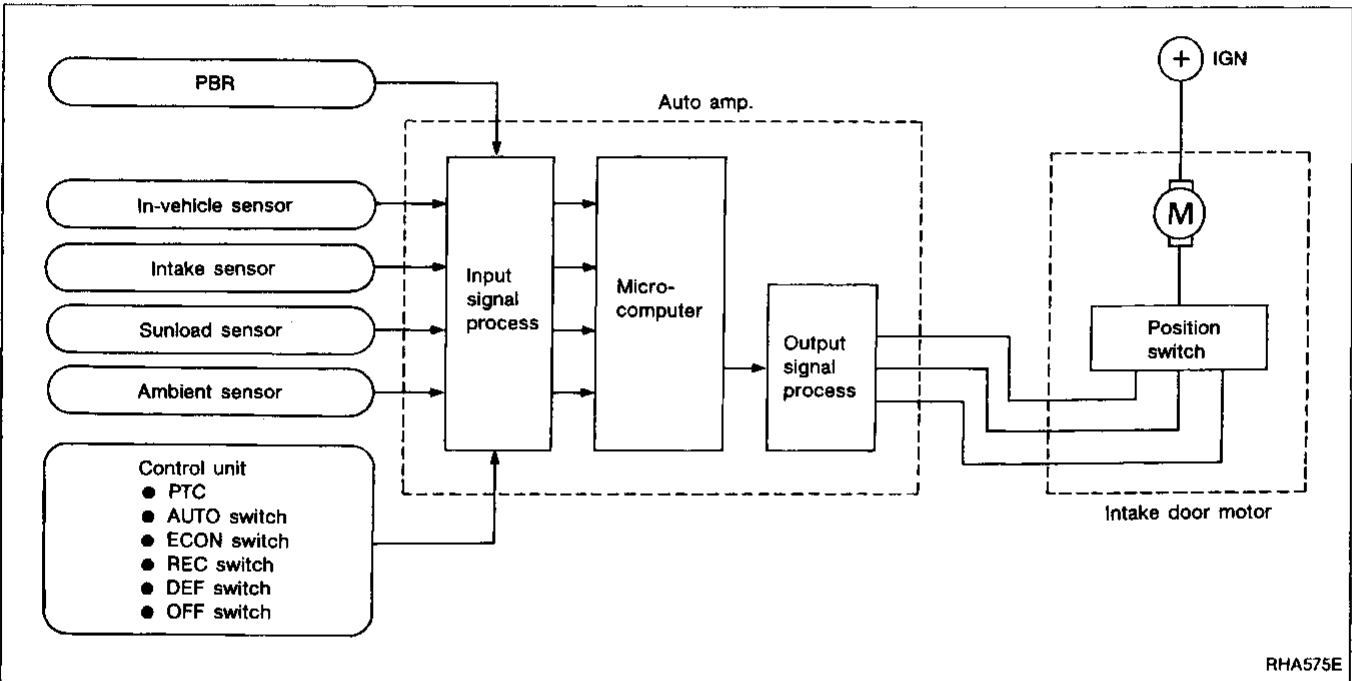 PBR
In-vehicle sensor
Intake sensor
Sunload sensor
Ambient sensor
Control unit
● PTC
● AUTO switch
● ECON switch
● REC switch
● DEF switch
● OFF switch
Auto amp.
Input
signal
process
Micro-
computer
Output
signal
process
+ IGN
M
Position
switch
Intake door motor
RHA575E